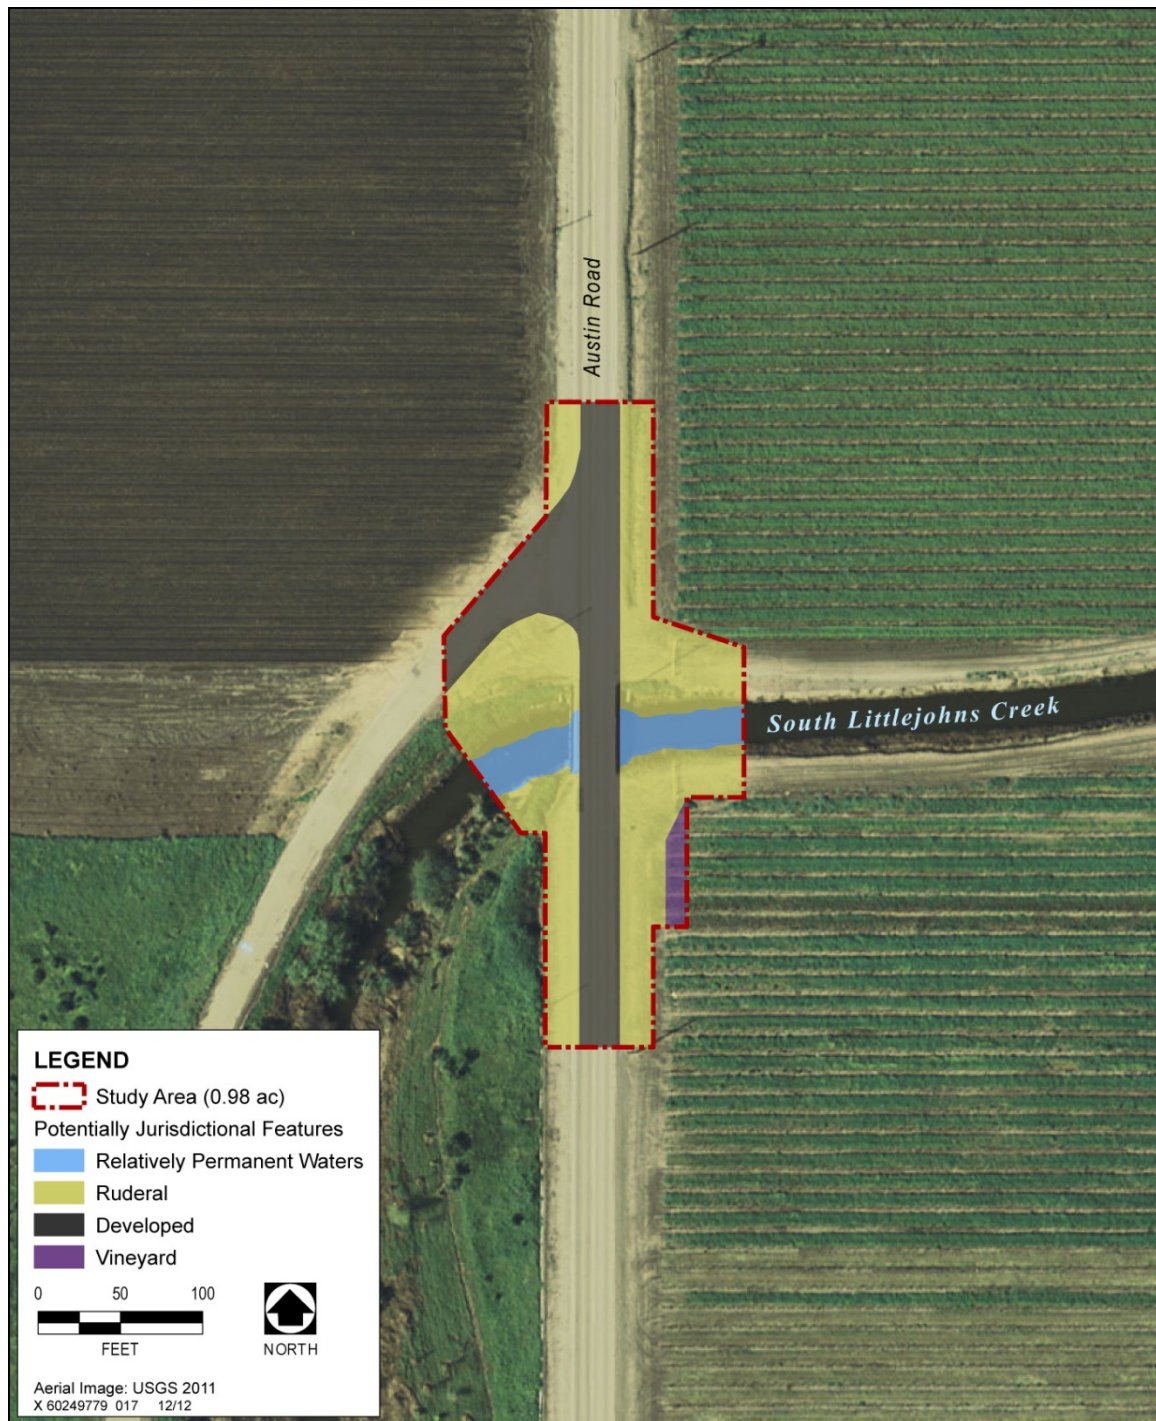 Austin Road
South Littlejohns Creek
LEGEND
Study Area (0.98 ac)
Potentially Jurisdictional Features
Relatively Permanent Waters
Ruderal
Developed
Vineyard
0 50 100
FEET
NORTH
Aerial Image: USGS 2011
X 60249779 017 12/12